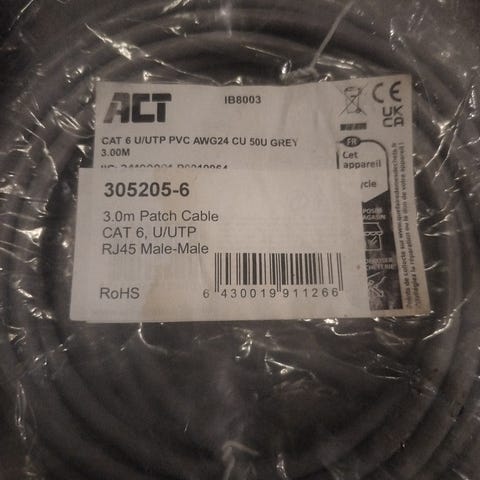 IB8003
ACT
CAT 6 U/UTP PVC AWG24 CU 50U GREY
3.00M
305205-6
3.0m Patch Cable
CAT 6, U/UTP
RJ45 Male-Male
RoHS
6 430019 911266
CE
UK
CA
FR
Cet
appareil